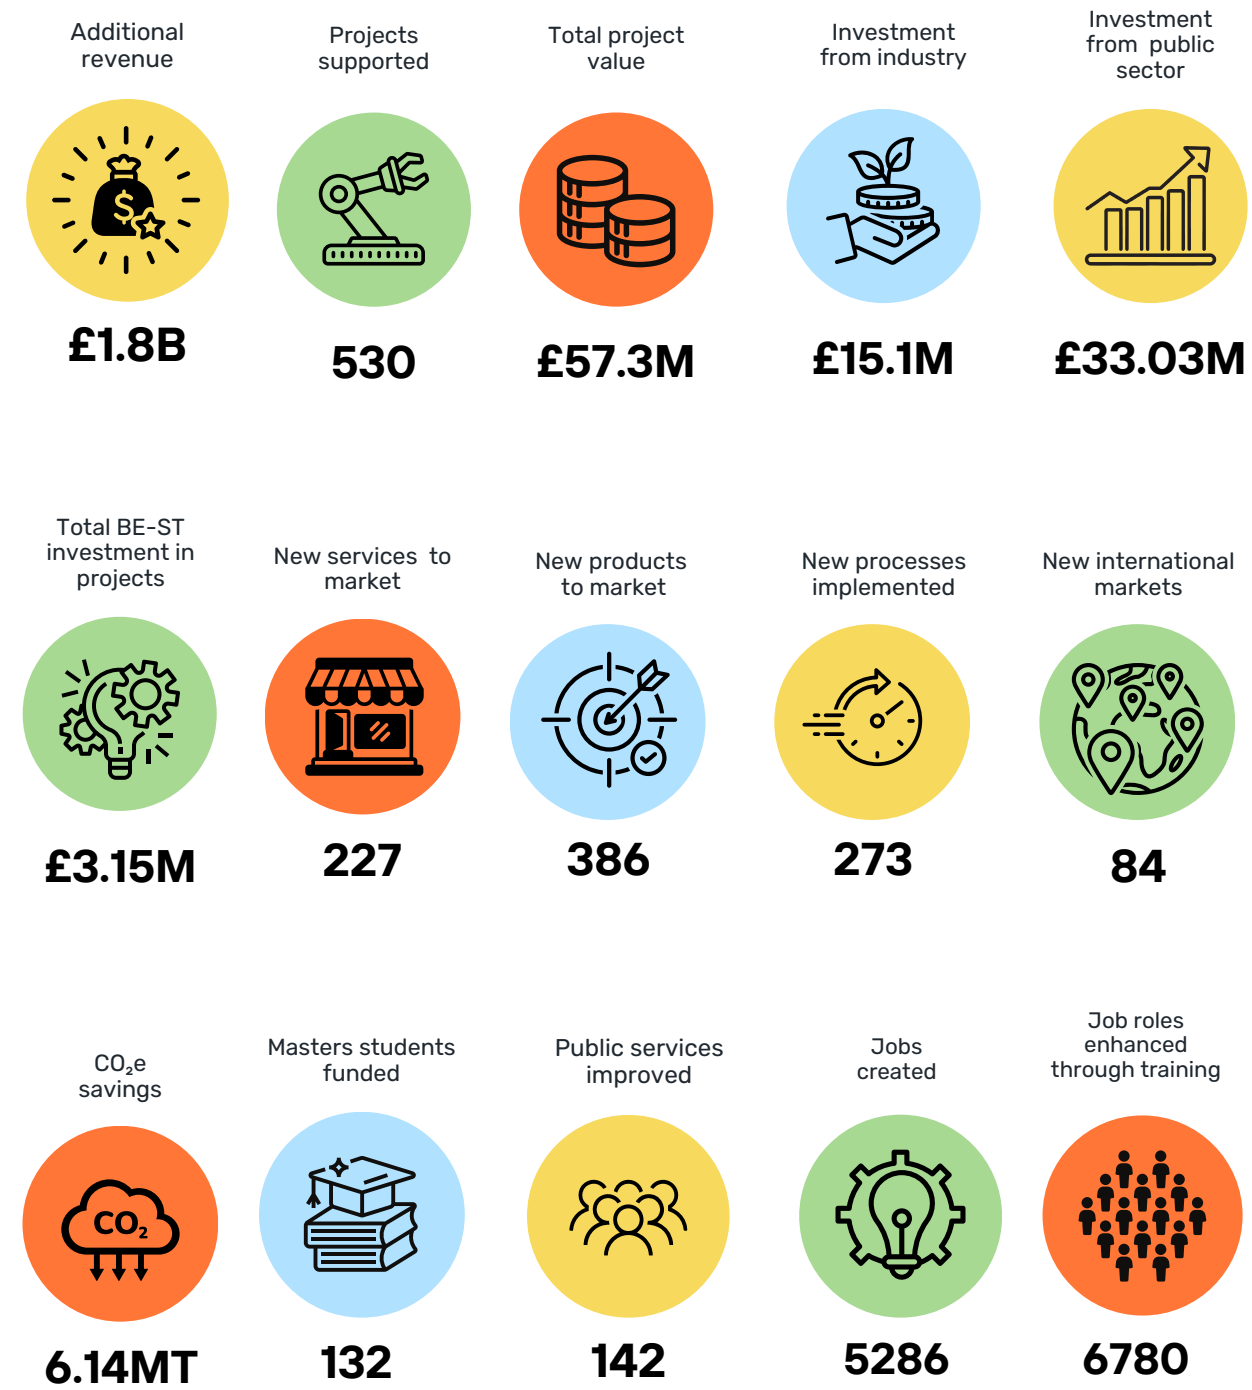 Additional
revenue
£1.8B
Projects
supported
530
Total project
value
£57.3M
Investment
from industry
£15.1M
Investment
from public
sector
£33.03M
Total BE-ST
investment in
projects
£3.15M
New services to
market
227
New products
to market
386
New processes
implemented
273
New international
markets
84
CO₂e
savings
CO₂
6.14MT
Masters students
funded
132
Public services
improved
142
Jobs
created
5286
Job roles
enhanced
through training
6780